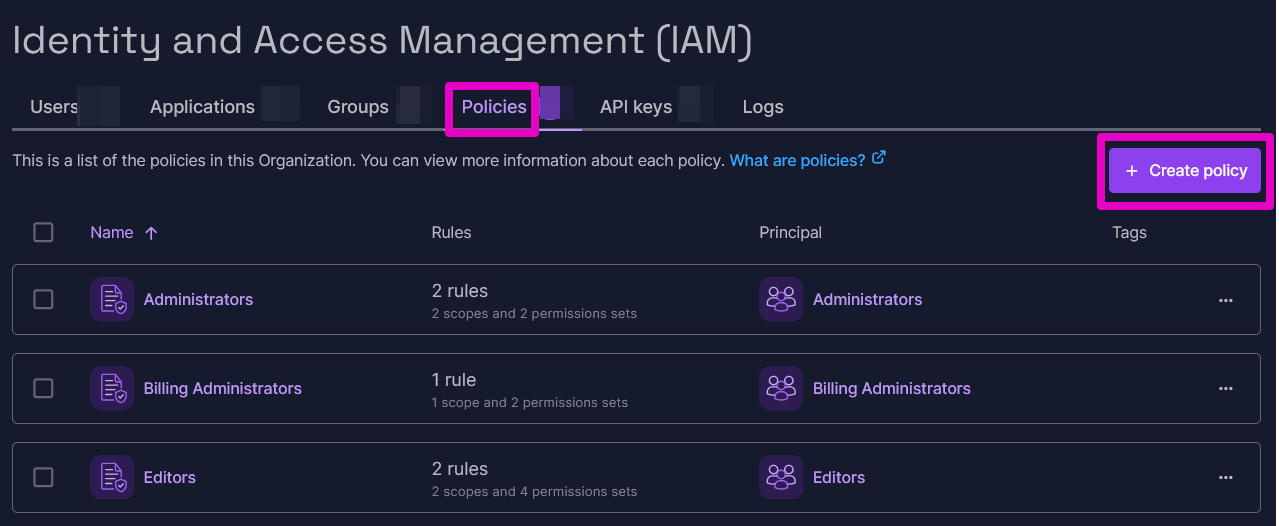 Identity and Access Management (IAM)
Users Applications Groups Policies API keys Logs
This is a list of the policies in this Organization. You can view more information about each policy. What are policies?
+ Create policy
Name ↑ Rules Principal Tags
Administrators 2 rules Administrators ...
2 scopes and 2 permissions sets
Billing Administrators 1 rule Billing Administrators ...
1 scope and 2 permissions sets
Editors 2 rules Editors ...
2 scopes and 4 permissions sets